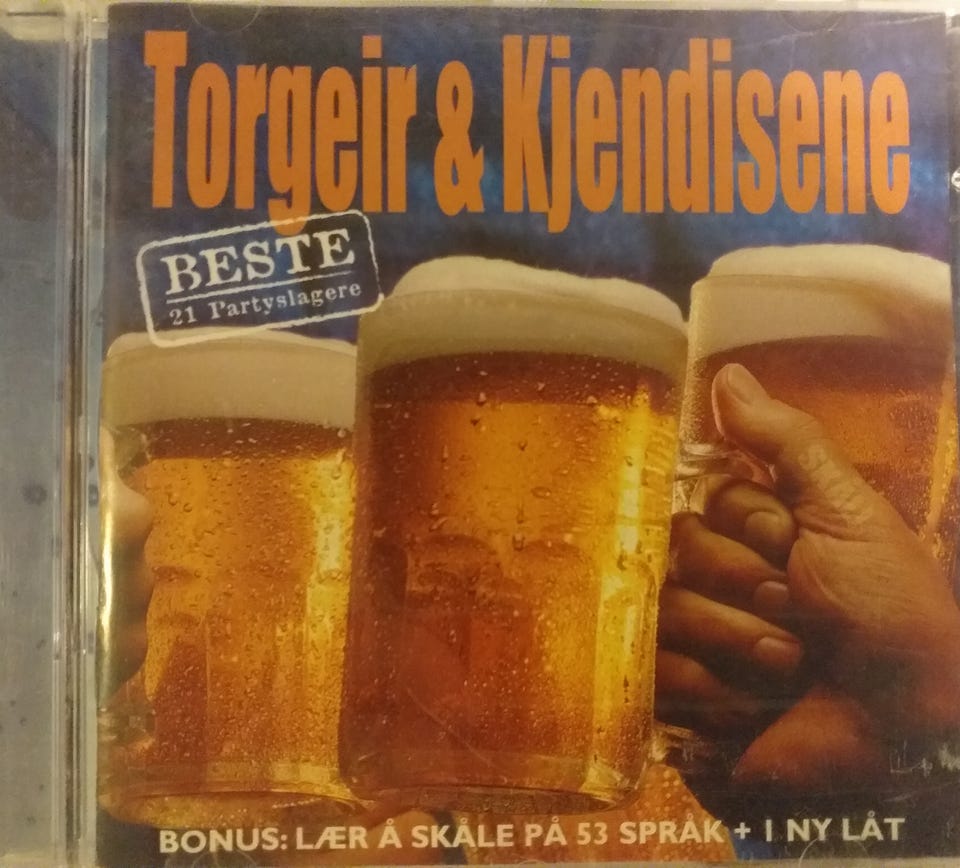 Torgeir & Kjendisene
BESTE
21 Partyslagere
BONUS: LÆR Å SKÅLE PÅ 53 SPRÅK + 1 NY LÅT